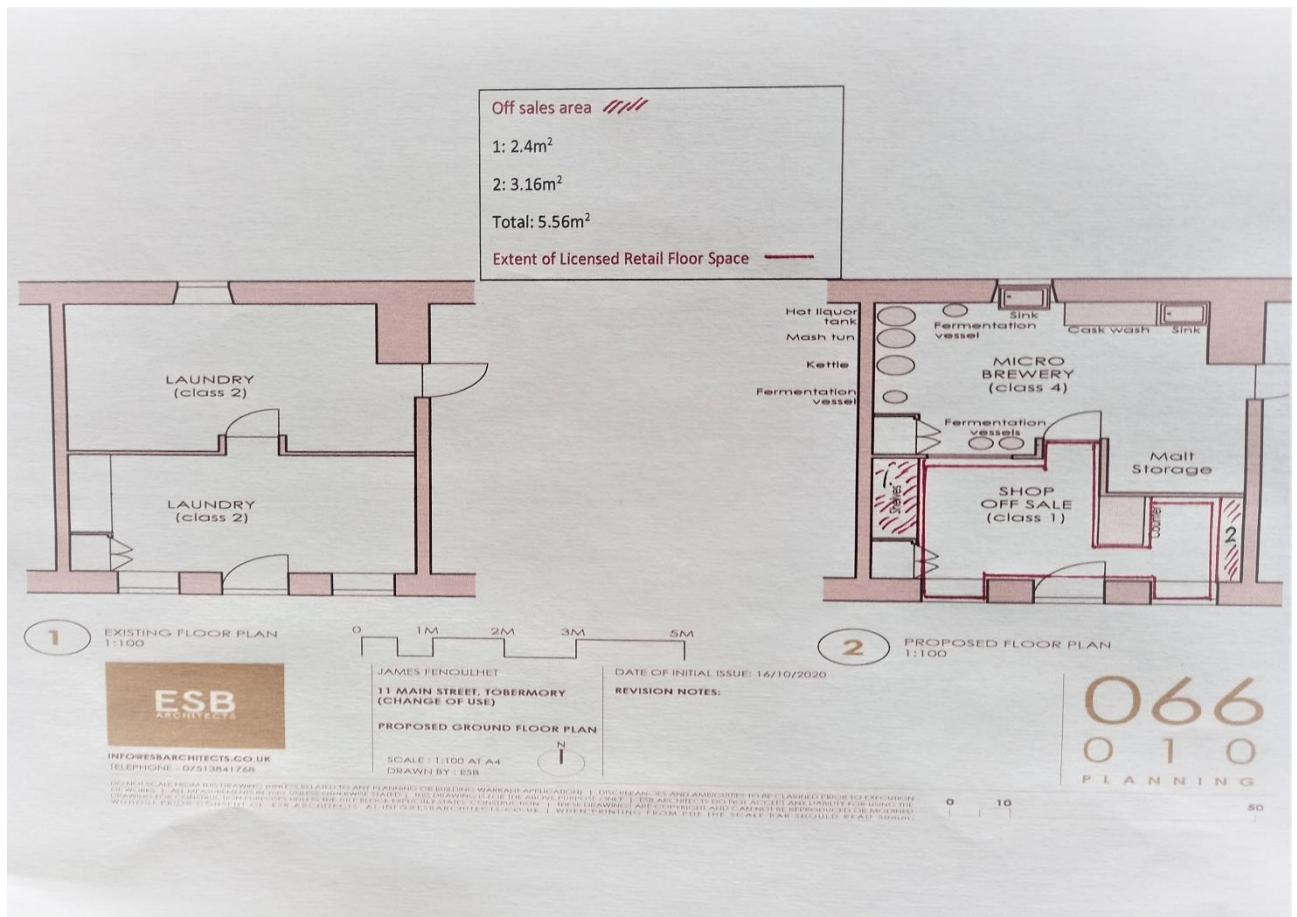 Off sales area
1: 2.4m²
2: 3.16m²
Total: 5.56m²
Extent of Licensed Retail Floor Space
LAUNDRY
(class 2)
LAUNDRY
(class 2)
Hot liquor
tank
Mash tun
Kettle
Fermentation
vessel
Fermentation
vessel
Sink
Cask wash
Sink
MICRO
BREWERY
(class 4)
Fermentation
vessels
Malt
Storage
1.
Shelves
SHOP
OFF SALE
(class 1)
Counter
2
1
EXISTING FLOOR PLAN
1:100
0 1M 2M 3M 5M
2
PROPOSED FLOOR PLAN
1:100
ESB
ARCHITECTS
INFO@ESBARCHITECTS.CO.UK
TELEPHONE - 07513841768
JAMES FENOULHET
11 MAIN STREET, TOBERMORY
(CHANGE OF USE)
PROPOSED GROUND FLOOR PLAN
SCALE : 1:100 AT A4
DRAWN BY : ESB
N
DATE OF INITIAL ISSUE: 16/10/2020
REVISION NOTES:
066
010
PLANNING
0 10 50